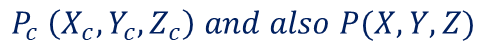 P_c (X_c, Y_c, Z_c) and also P(X, Y, Z)